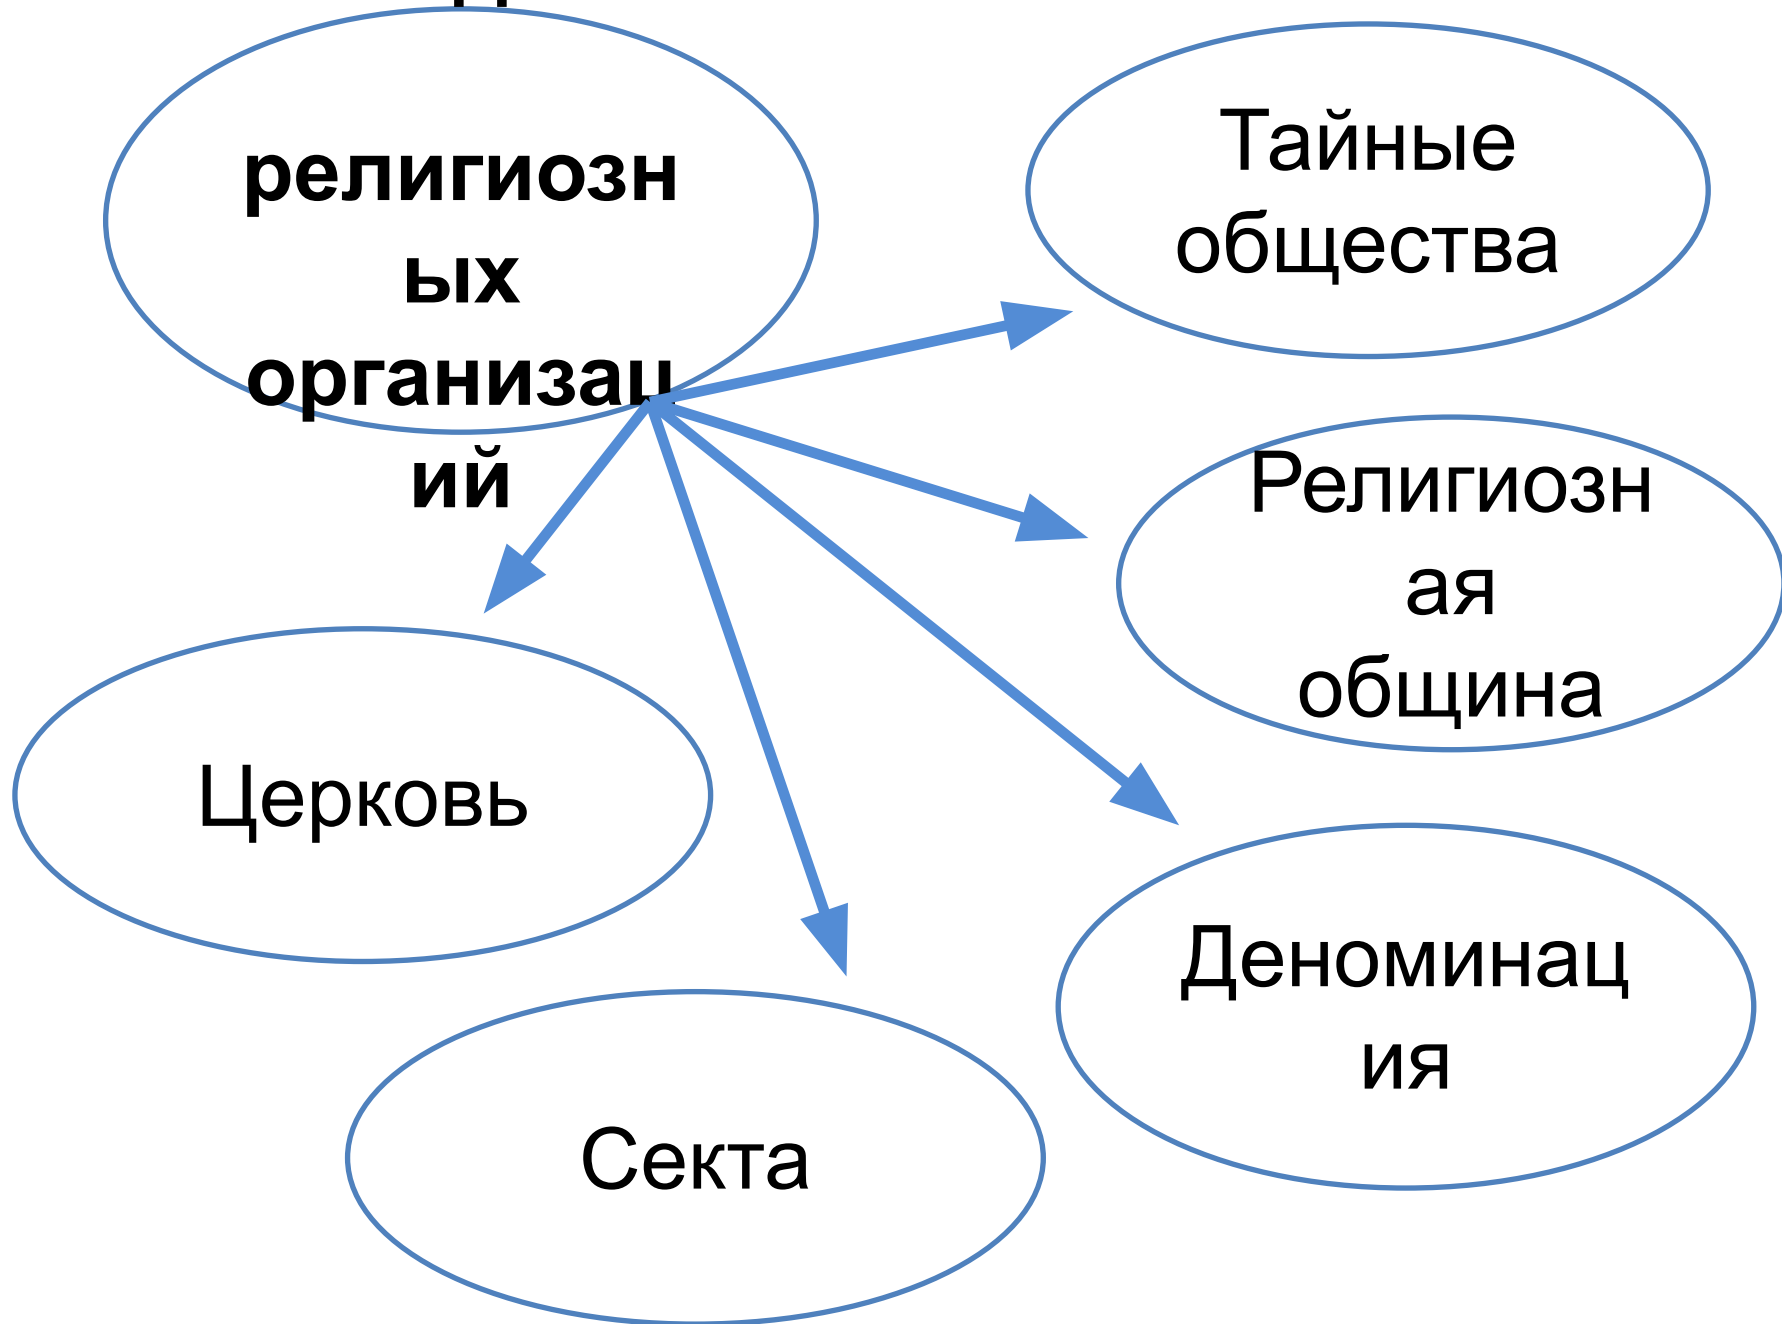 религиозн
ых
организац
ий
Тайные
общества
Религиозн
ая
община
Церковь
Деноминац
ия
Секта